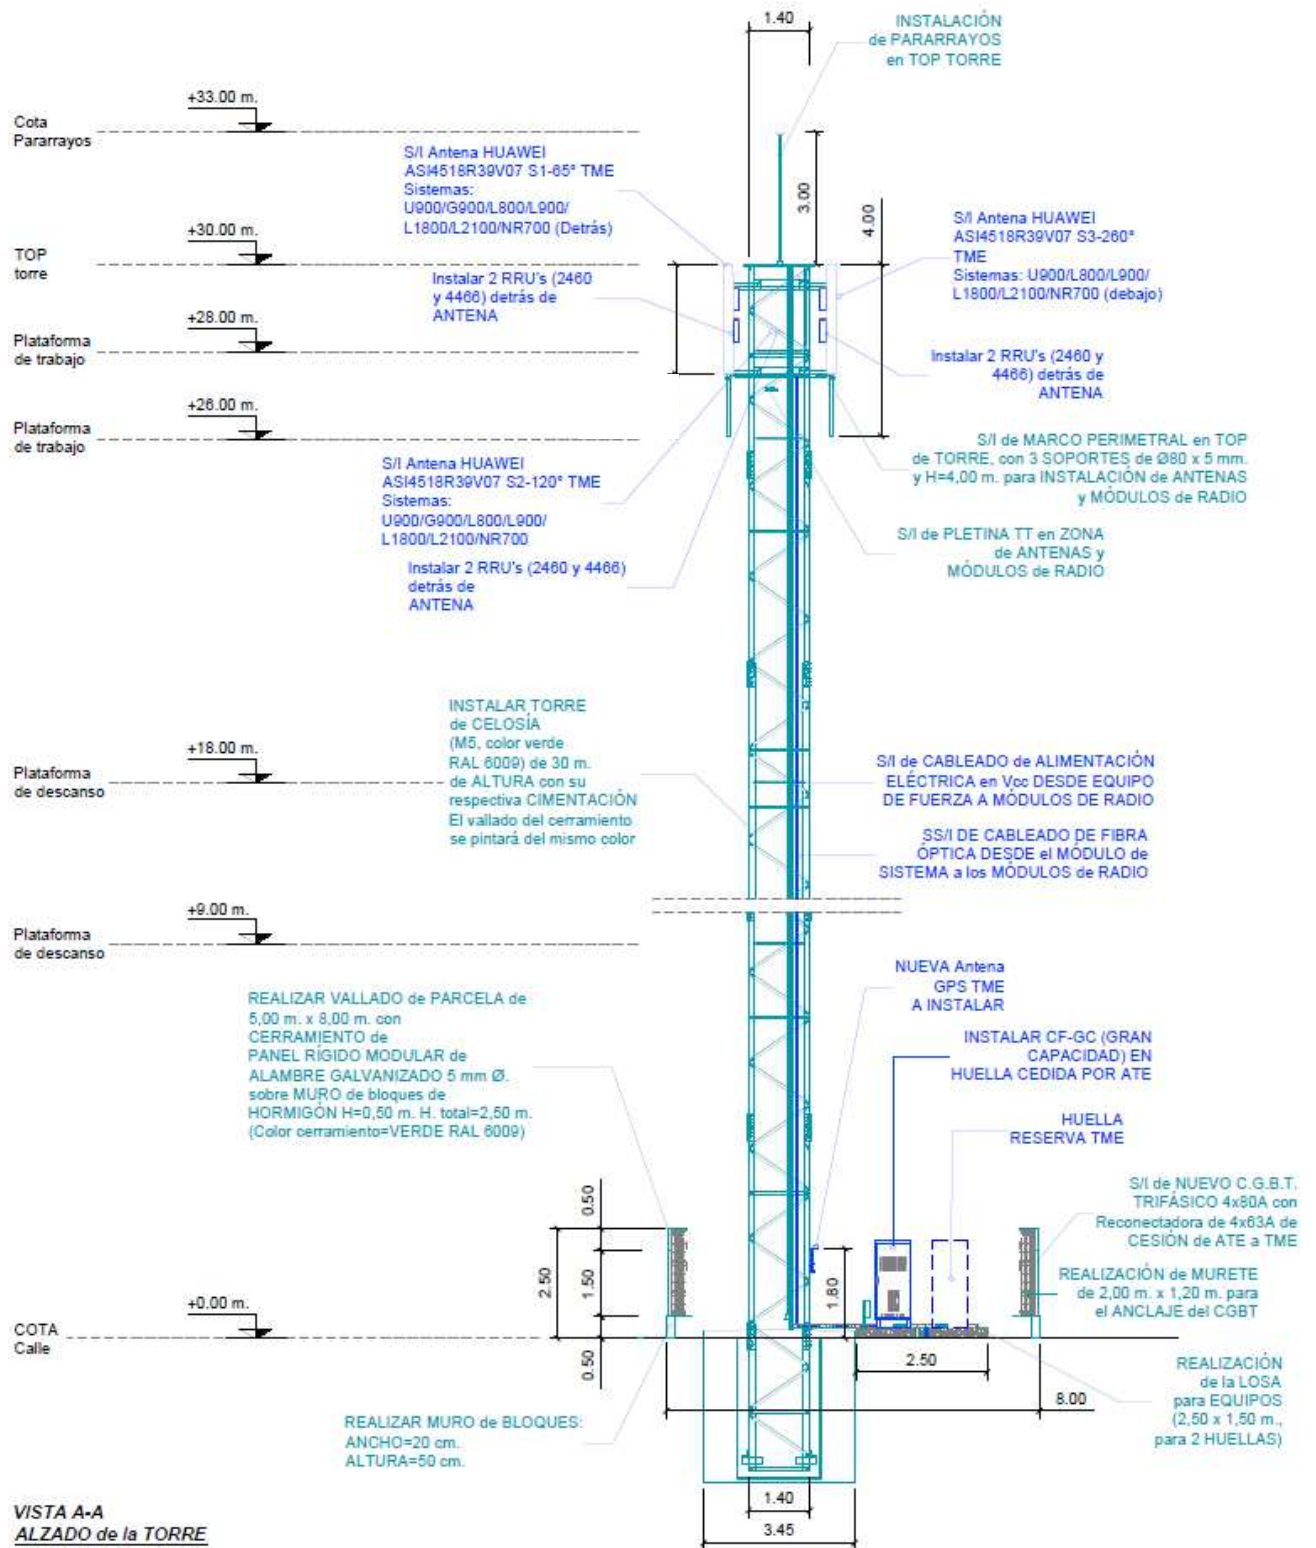 1.40
INSTALACIÓN
de PARARRAYOS
en TOP TORRE
+33.00 m.
Cota
Pararrayos
S/I Antena HUAWEI
ASI4518R39V07 S1-65° TME
Sistemas:
U900/G900/L800/L900/
L1800/L2100/NR700 (Detrás)
3.00
4.00
S/I Antena HUAWEI
ASI4518R39V07 S3-260°
TME
Sistemas: U900/L800/L900/
L1800/L2100/NR700 (debajo)
+30.00 m.
TOP
torre
Instalar 2 RRU's (2460
y 4466) detrás de
ANTENA
+28.00 m.
Plataforma
de trabajo
Instalar 2 RRU's (2460 y
4466) detrás de
ANTENA
+26.00 m.
Plataforma
de trabajo
S/I de MARCO PERIMETRAL en TOP
de TORRE, con 3 SOPORTES de Ø80 x 5 mm.
y H=4,00 m. para INSTALACIÓN de ANTENAS
y MÓDULOS de RADIO
S/I Antena HUAWEI
ASI4518R39V07 S2-120° TME
Sistemas:
U900/G900/L800/L900/
L1800/L2100/NR700
S/I de PLETINA TT en ZONA
de ANTENAS y
MÓDULOS de RADIO
Instalar 2 RRU's (2460 y 4466)
detrás de
ANTENA
INSTALAR TORRE
de CELOSÍA
(M5, color verde
RAL 6009) de 30 m.
de ALTURA con su
respectiva CIMENTACIÓN
El vallado del cerramiento
se pintará del mismo color
+18.00 m.
Plataforma
de descanso
S/I de CABLEADO de ALIMENTACIÓN
ELÉCTRICA en Vcc DESDE EQUIPO
DE FUERZA A MÓDULOS DE RADIO
SS/I DE CABLEADO DE FIBRA
ÓPTICA DESDE el MÓDULO de
SISTEMA a los MÓDULOS de RADIO
+9.00 m.
Plataforma
de descanso
NUEVA Antena
GPS TME
A INSTALAR
REALIZAR VALLADO de PARCELA de
5,00 m. x 8,00 m. con
CERRAMIENTO de
PANEL RÍGIDO MODULAR de
ALAMBRE GALVANIZADO 5 mm Ø.
sobre MURO de bloques de
HORMIGÓN H=0,50 m. H. total=2,50 m.
(Color cerramiento=VERDE RAL 6009)
INSTALAR CF-GC (GRAN
CAPACIDAD) EN
HUELLA CEDIDA POR ATE
HUELLA
RESERVA TME
S/I de NUEVO C.G.B.T.
TRIFÁSICO 4x80A con
Reconectadora de 4x63A de
CESIÓN de ATE a TME
0.50
2.50
1.50
1.80
REALIZACIÓN de MURETE
de 2,00 m. x 1,20 m. para
el ANCLAJE del CGBT
+0.00 m.
COTA
Calle
0.50
2.50
8.00
REALIZACIÓN
de la LOSA
para EQUIPOS
(2,50 x 1,50 m.,
para 2 HUELLAS)
REALIZAR MURO de BLOQUES:
ANCHO=20 cm.
ALTURA=50 cm.
1.40
3.45
VISTA A-A
ALZADO de la TORRE